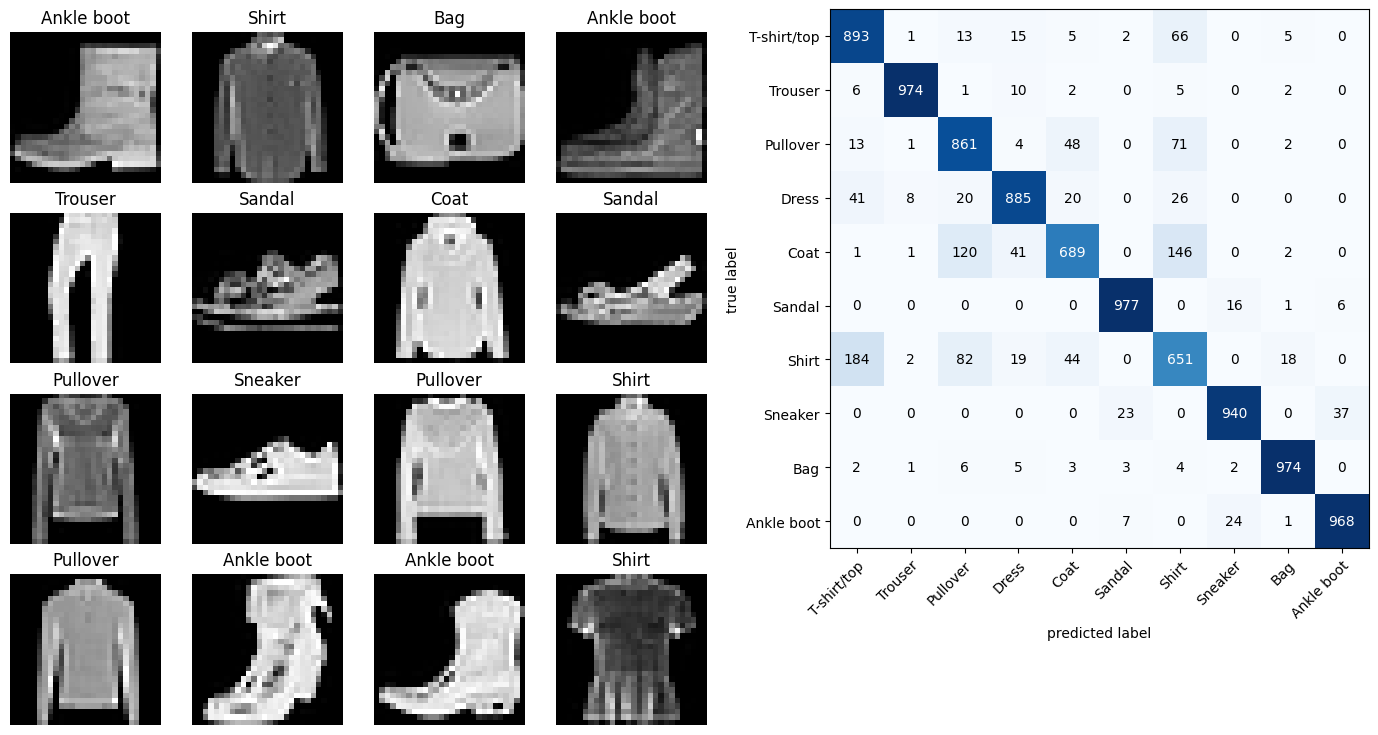 Ankle boot Shirt Bag Ankle boot
Trouser Sandal Coat Sandal
Pullover Sneaker Pullover Shirt
Pullover Ankle boot Ankle boot Shirt
true label
T-shirt/top 893 1 13 15 5 2 66 0 5 0
Trouser 6 974 1 10 2 0 5 0 2 0
Pullover 13 1 861 4 48 0 71 0 2 0
Dress 41 8 20 885 20 0 26 0 0 0
Coat 1 1 120 41 689 0 146 0 2 0
Sandal 0 0 0 0 0 977 0 16 1 6
Shirt 184 2 82 19 44 0 651 0 18 0
Sneaker 0 0 0 0 0 23 0 940 0 37
Bag 2 1 6 5 3 3 4 2 974 0
Ankle boot 0 0 0 0 0 7 0 24 1 968
T-shirt/top Trouser Pullover Dress Coat Sandal Shirt Sneaker Bag Ankle boot
predicted label